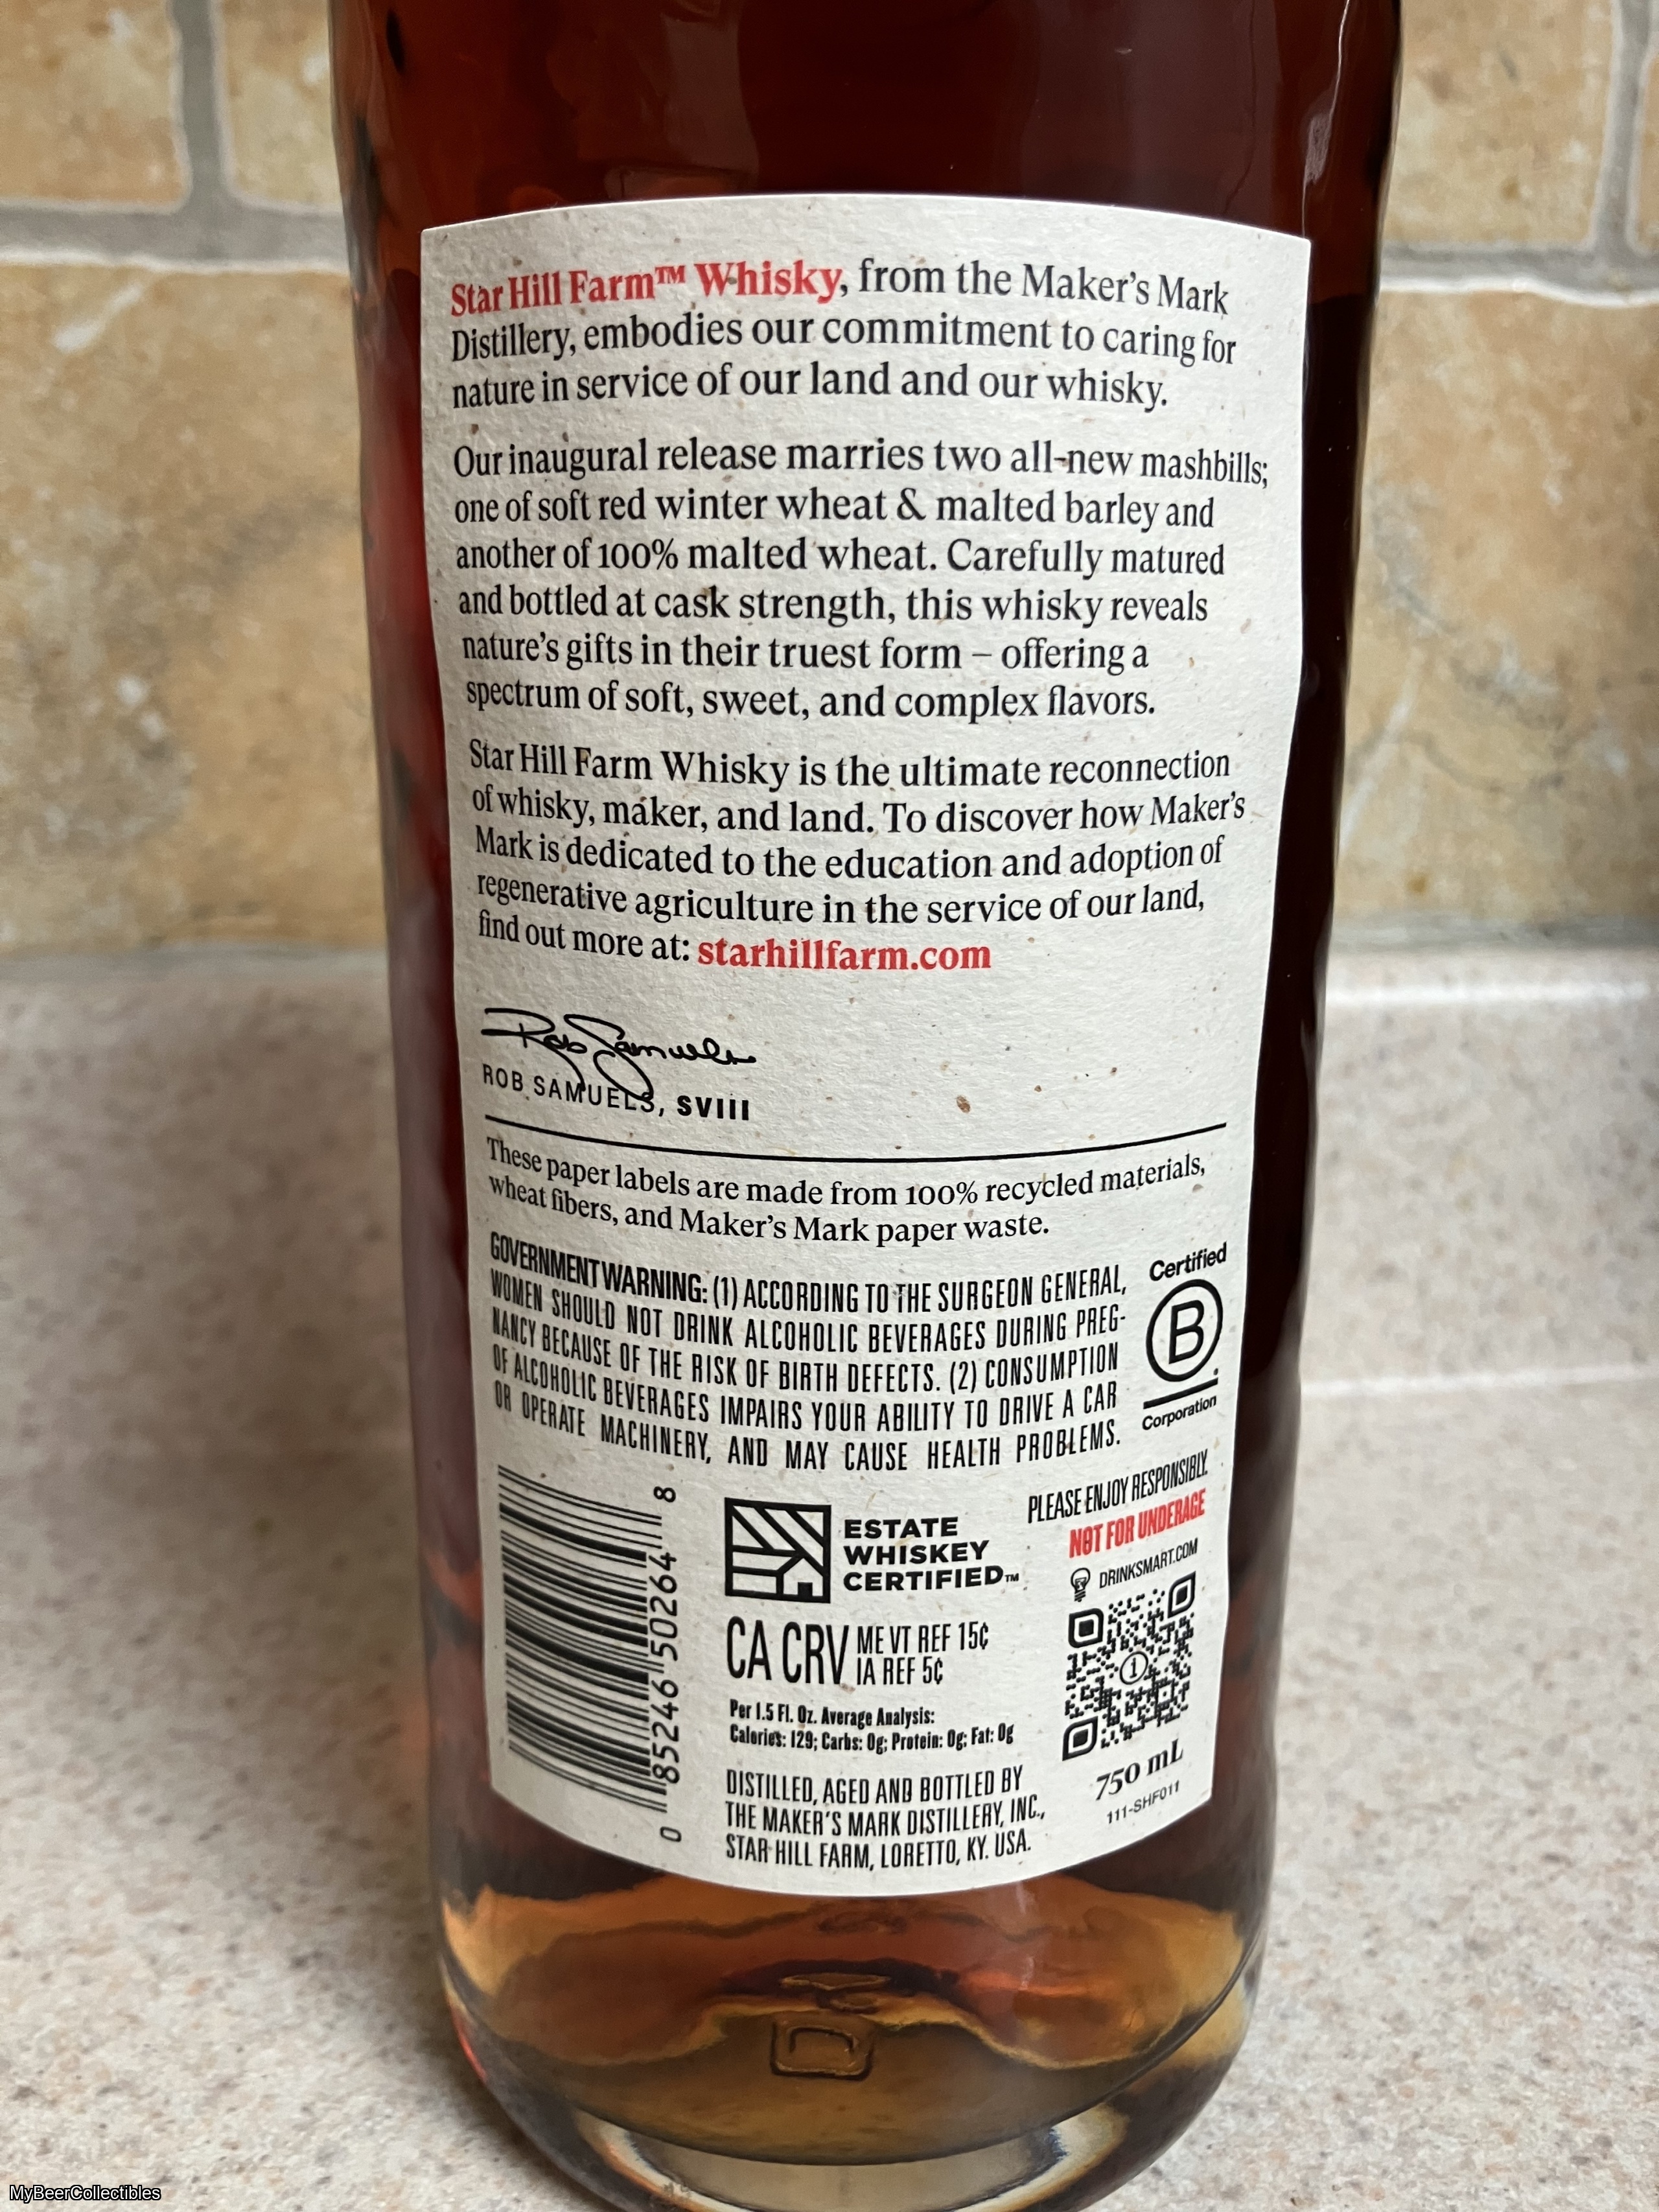 Star Hill Farm™ Whisky, from the Maker's Mark
Distillery, embodies our commitment to caring for
nature in service of our land and our whisky.
Our inaugural release marries two all-new mashbills;
one of soft red winter wheat & malted barley and
another of 100% malted wheat. Carefully matured
and bottled at cask strength, this whisky reveals
nature's gifts in their truest form – offering a
spectrum of soft, sweet, and complex flavors.
Star Hill Farm Whisky is the ultimate reconnection
of whisky, maker, and land. To discover how Maker's
Mark is dedicated to the education and adoption of
regenerative agriculture in the service of our land,
find out more at: starhillfarm.com
Rob Samuels
ROB SAMUELS, SVIII
These paper labels are made from 100% recycled materials,
wheat fibers, and Maker's Mark paper waste.
GOVERNMENT WARNING: (1) ACCORDING TO THE SURGEON GENERAL,
WOMEN SHOULD NOT DRINK ALCOHOLIC BEVERAGES DURING PREG-
NANCY BECAUSE OF THE RISK OF BIRTH DEFECTS. (2) CONSUMPTION
OF ALCOHOLIC BEVERAGES IMPAIRS YOUR ABILITY TO DRIVE A CAR
OR OPERATE MACHINERY, AND MAY CAUSE HEALTH PROBLEMS.
Certified
B
Corporation
0 85246 50264 8
ESTATE
WHISKEY
CERTIFIED™
CA CRV
ME VT REF 15¢
IA REF 5¢
Per 1.5 Fl. Oz. Average Analysis:
Calories: 129; Carbs: 0g; Protein: 0g; Fat: 0g
DISTILLED, AGED AND BOTTLED BY
THE MAKER'S MARK DISTILLERY, INC.,
STAR HILL FARM, LORETTO, KY. USA.
PLEASE ENJOY RESPONSIBLY.
NOT FOR UNDERAGE
DRINKSMART.COM
750 mL
111-SHF011
MyBeerCollectibles